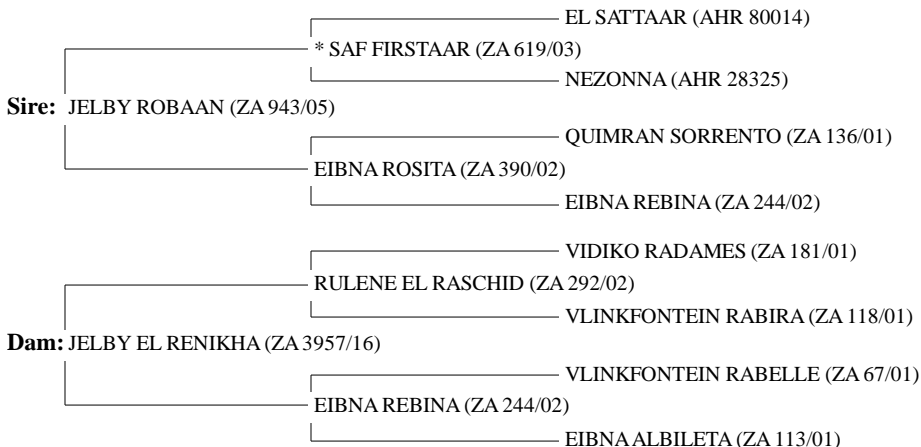 EL SATTAAR (AHR 80014)
* SAF FIRSTAAR (ZA 619/03)
NEZONNA (AHR 28325)
Sire: JELBY ROBAAN (ZA 943/05)
QUIMRAN SORRENTO (ZA 136/01)
EIBNA ROSITA (ZA 390/02)
EIBNA REBINA (ZA 244/02)
VIDIKO RADAMES (ZA 181/01)
RULENE EL RASCHID (ZA 292/02)
VLINKFONTEIN RABIRA (ZA 118/01)
Dam: JELBY EL RENIKHA (ZA 3957/16)
VLINKFONTEIN RABELLE (ZA 67/01)
EIBNA REBINA (ZA 244/02)
EIBNA ALBILETA (ZA 113/01)